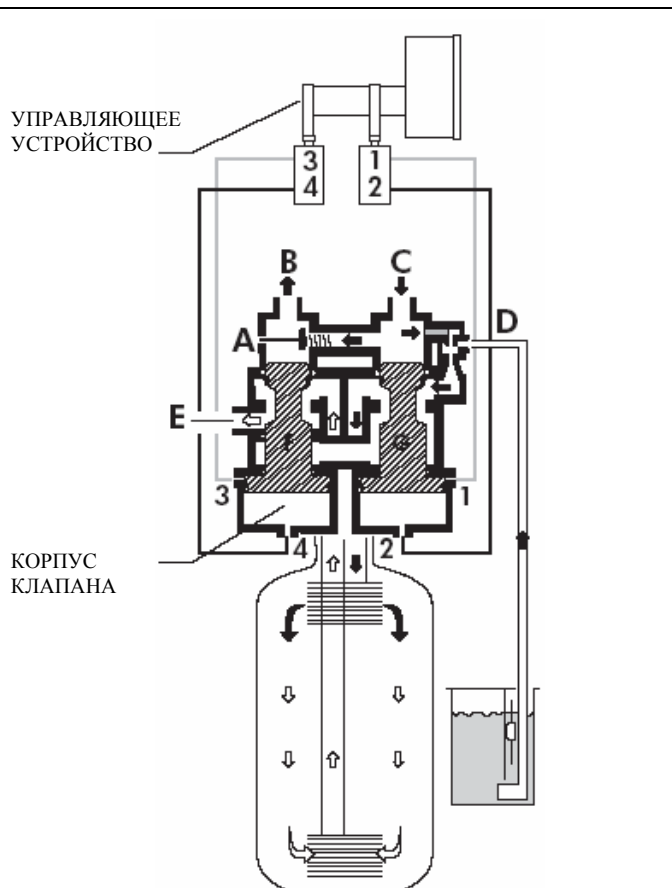 УПРАВЛЯЮЩЕЕ
УСТРОЙСТВО
3 1
4 2
B C
A D
E F G
3 1
4 2
КОРПУС
КЛАПАНА